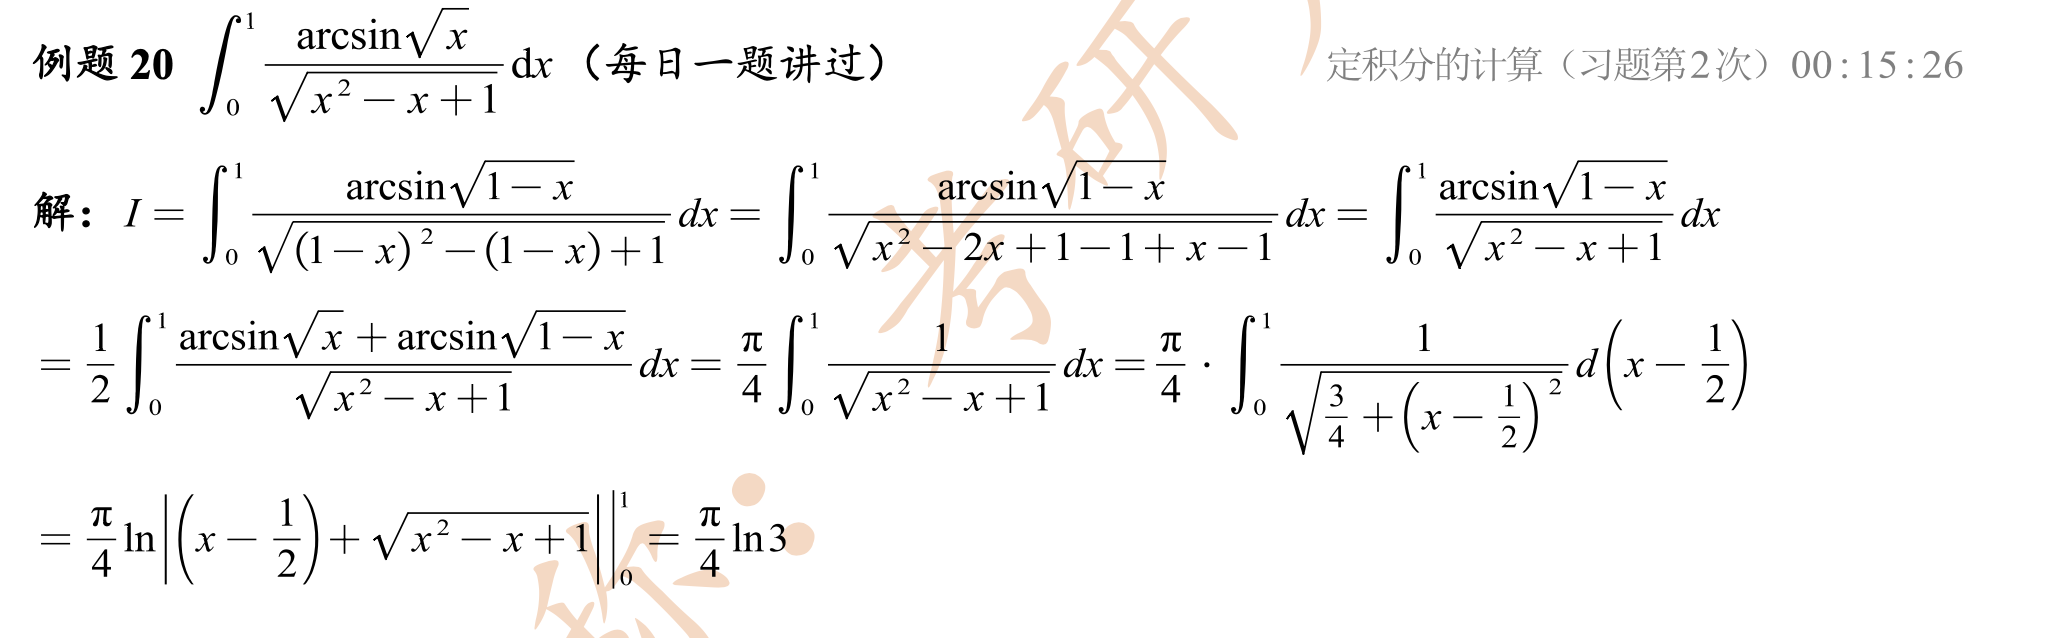 例题 20 \int_0^1 \frac{\arcsin\sqrt{x}}{\sqrt{x^2-x+1}} dx（每日一题讲过） 定积分的计算（习题第2次）00:15:26
解：I = \int_0^1 \frac{\arcsin\sqrt{1-x}}{\sqrt{(1-x)^2-(1-x)+1}} dx = \int_0^1 \frac{\arcsin\sqrt{1-x}}{\sqrt{x^2-2x+1-1+x-1}} dx = \int_0^1 \frac{\arcsin\sqrt{1-x}}{\sqrt{x^2-x+1}} dx
= \frac{1}{2} \int_0^1 \frac{\arcsin\sqrt{x}+\arcsin\sqrt{1-x}}{\sqrt{x^2-x+1}} dx = \frac{π}{4} \int_0^1 \frac{1}{\sqrt{x^2-x+1}} dx = \frac{π}{4} · \int_0^1 \frac{1}{\sqrt{\frac{3}{4}+\left(x-\frac{1}{2}\right)^2}} d\left(x-\frac{1}{2}\right)
= \frac{π}{4} \ln\left|\left(x-\frac{1}{2}\right)+\sqrt{x^2-x+1}\right| \Big|_0^1 = \frac{π}{4} \ln 3
考研
称：